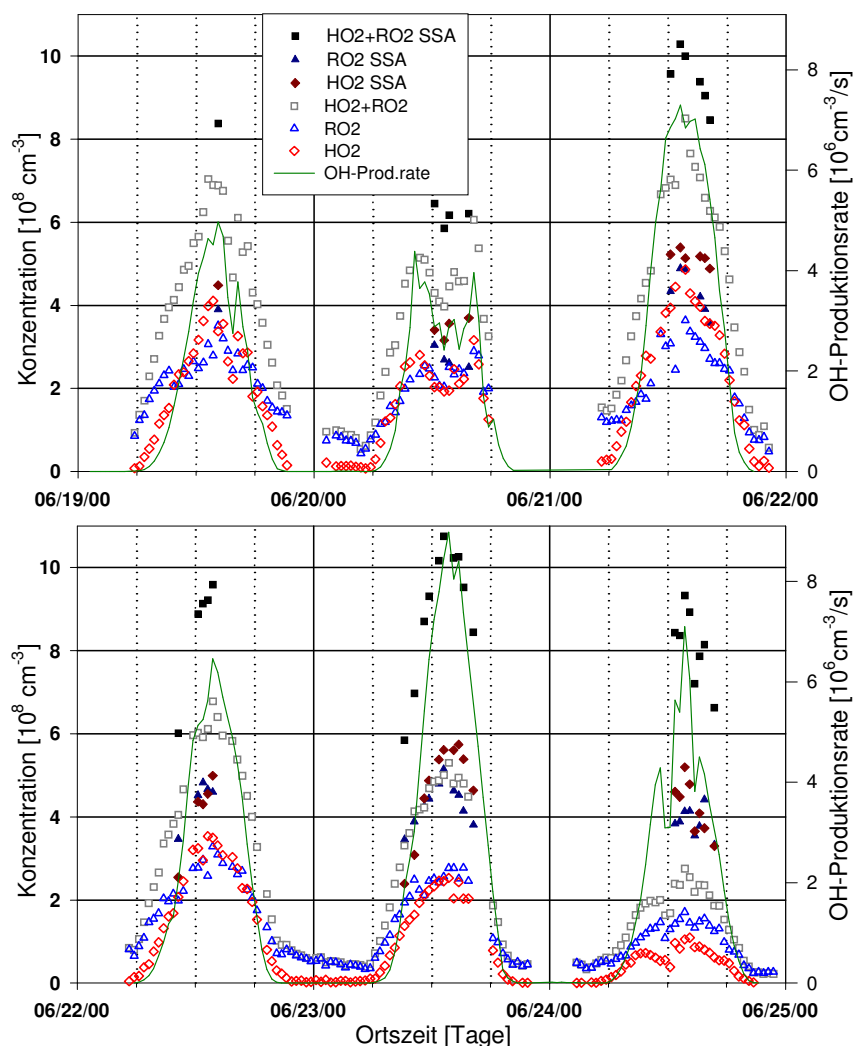 10
8
6
4
2
0
Konzentration [10⁸ cm⁻³]
HO2+RO2 SSA
RO2 SSA
HO2 SSA
HO2+RO2
RO2
HO2
OH-Prod.rate
8
6
4
2
0
OH-Produktionsrate [10⁶cm⁻³/s]
06/19/00 06/20/00 06/21/00 06/22/00
10
8
6
4
2
0
Konzentration [10⁸ cm⁻³]
8
6
4
2
0
OH-Produktionsrate [10⁶cm⁻³/s]
06/22/00 06/23/00 06/24/00 06/25/00
Ortszeit [Tage]